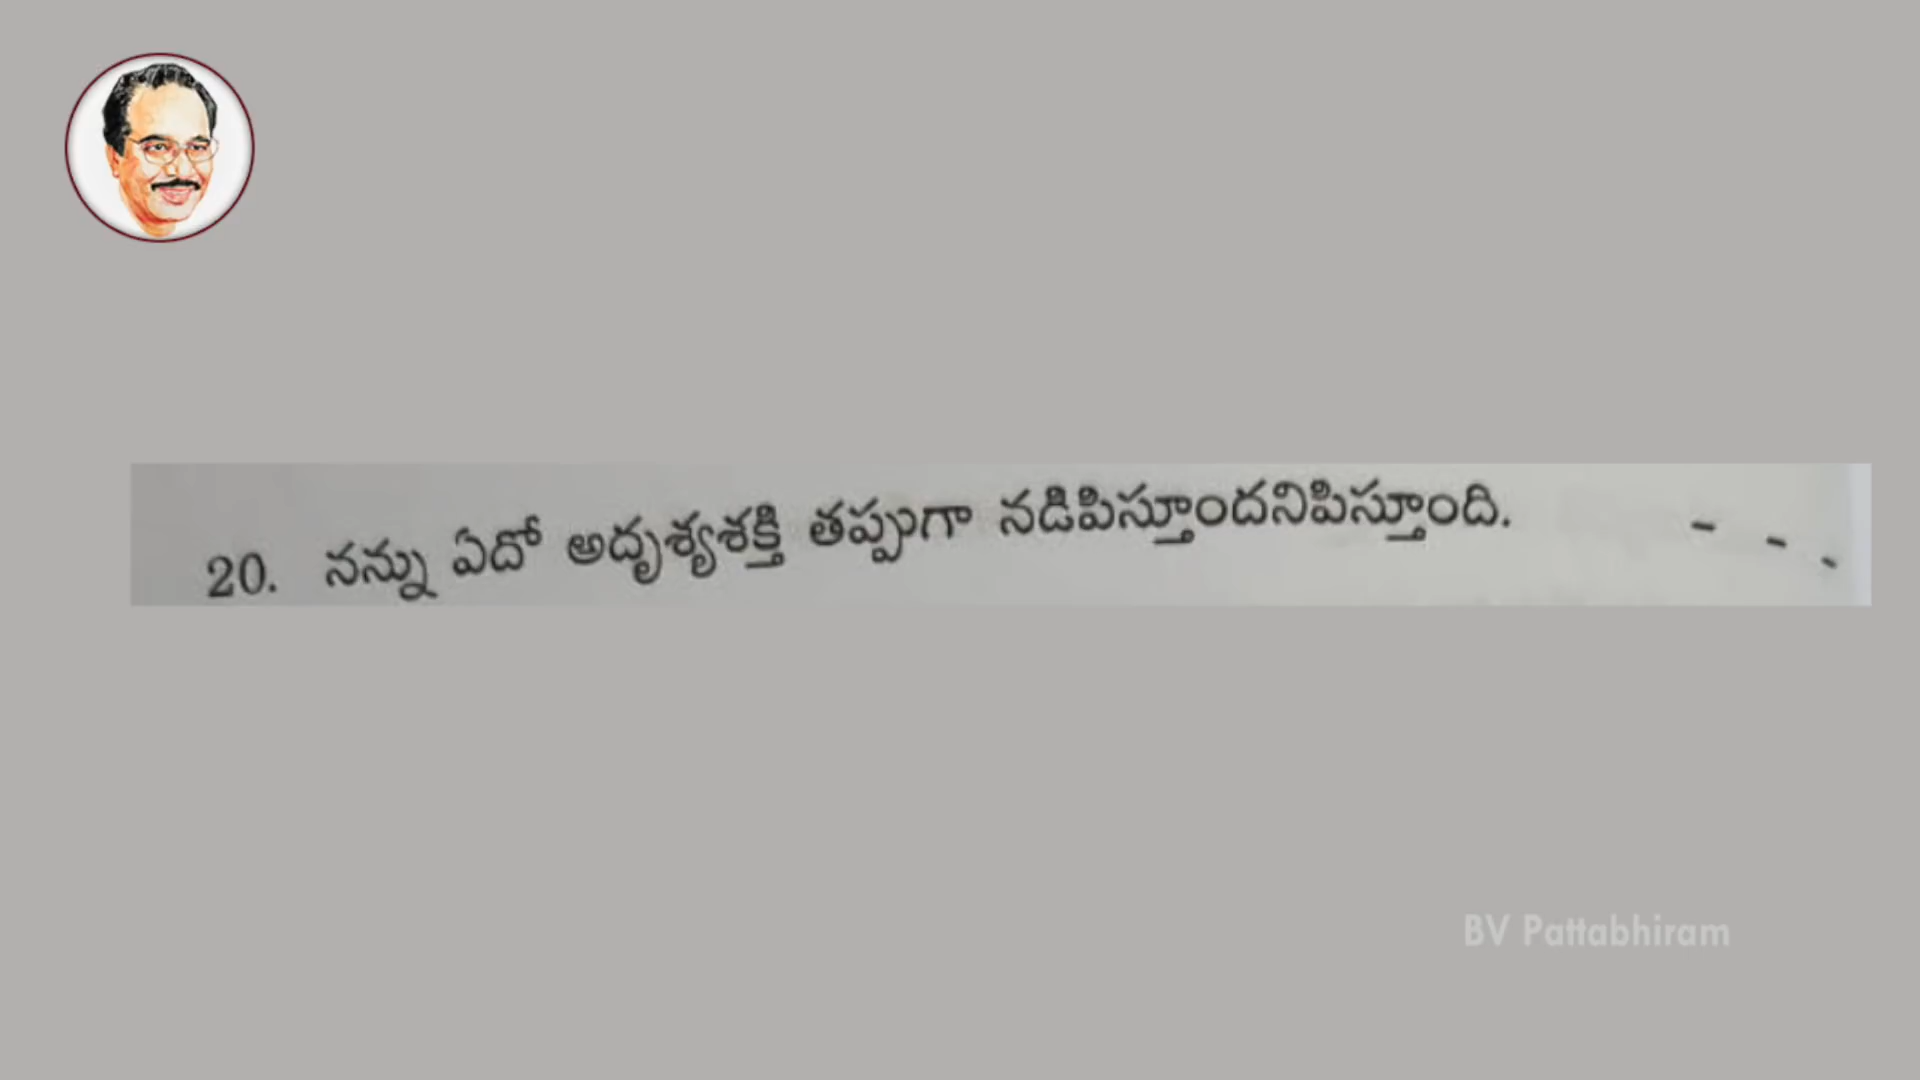 20. నన్ను ఏదో అదృశ్యశక్తి తప్పుగా నడిపిస్తూందనిపిస్తూంది. - - -
BV Pattabhiram